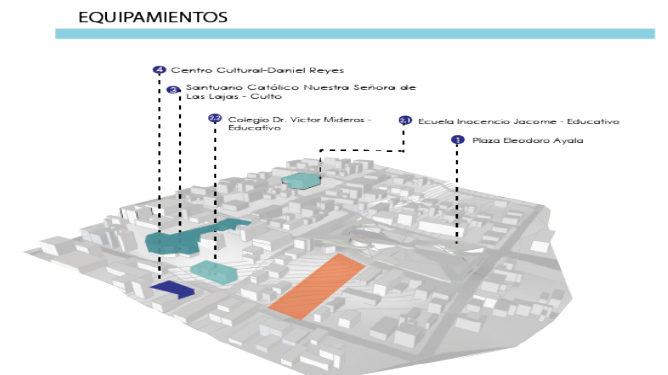 EQUIPAMIENTOS
4 Centro Cultural-Daniel Reyes
3 Santuario Católico Nuestra Señora de
Las Lajas - Culto
2.2 Colegio Dr. Victor Mideros -
Educativo
2.1 Ecuela Inocencio Jacome - Educativo
1 Plaza Eleodoro Ayala